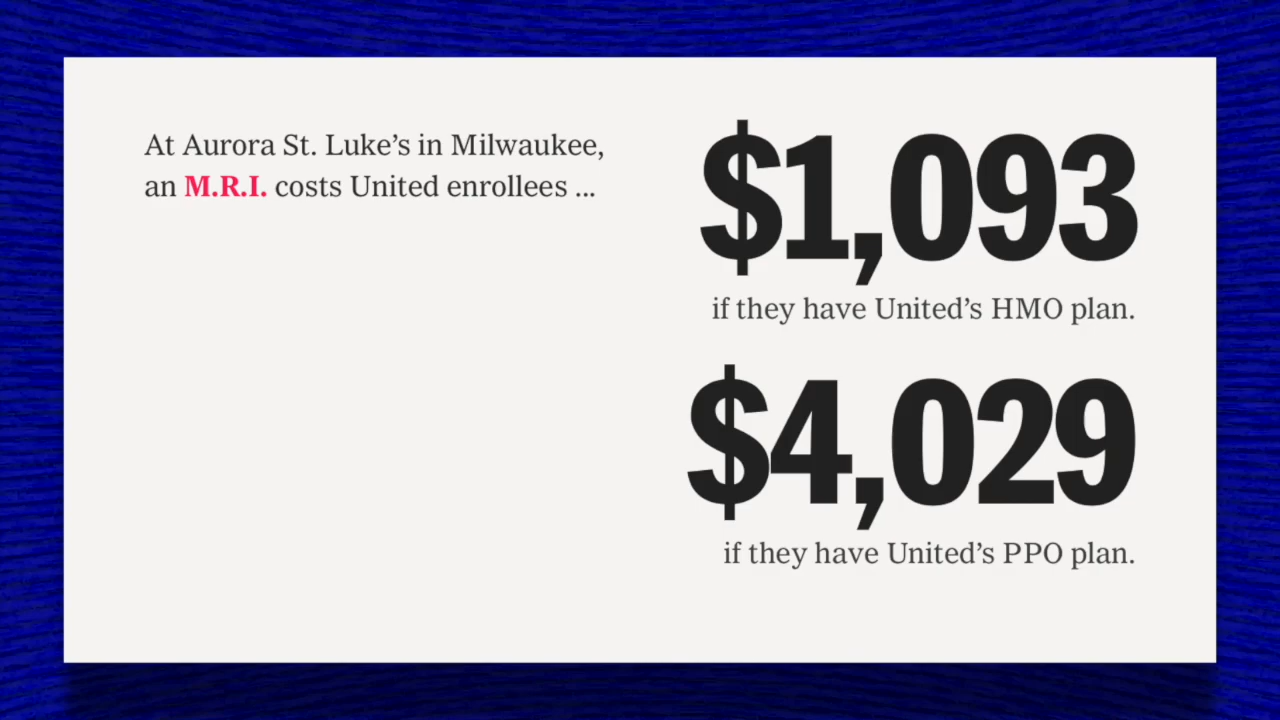 At Aurora St. Luke’s in Milwaukee,
an M.R.I. costs United enrollees ...
$1,093
if they have United’s HMO plan.
$4,029
if they have United’s PPO plan.